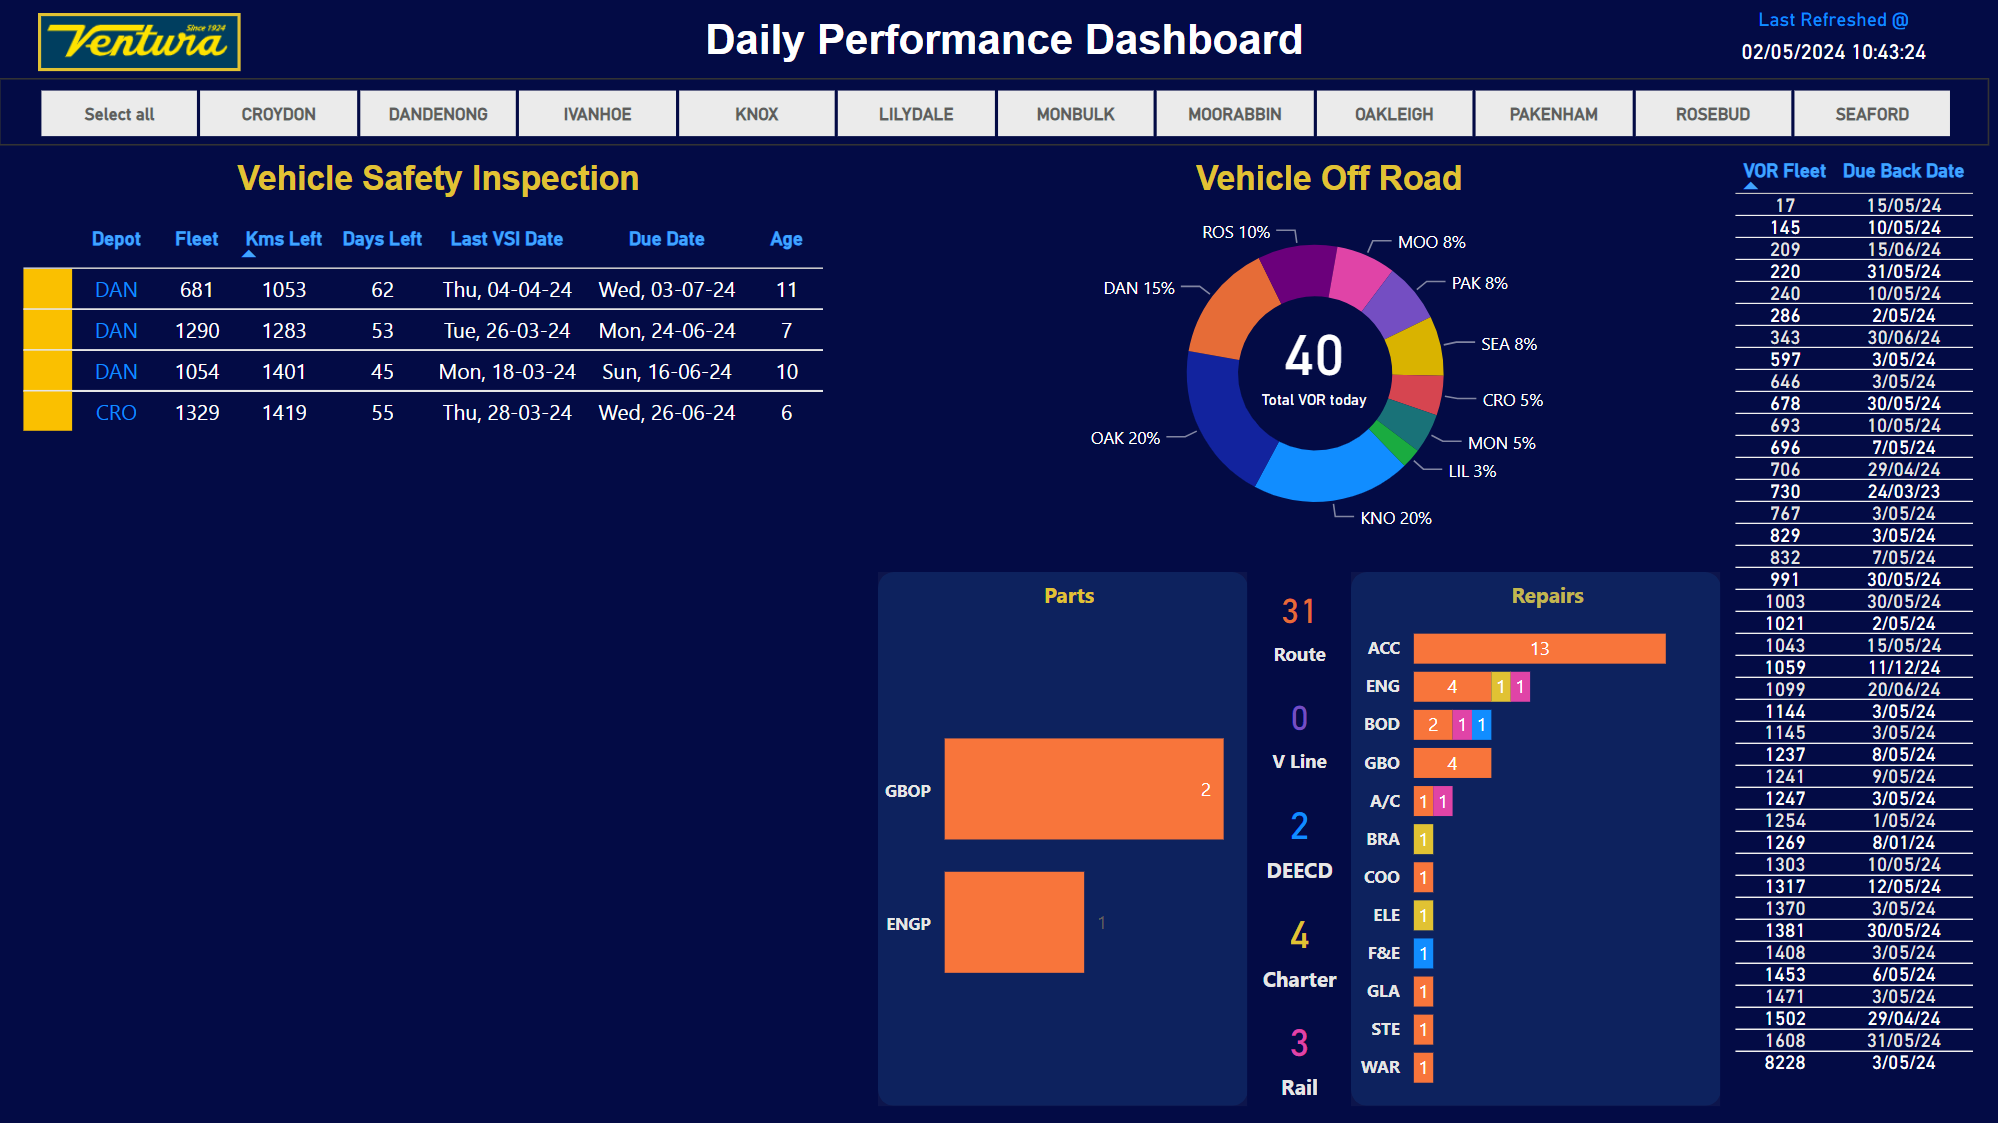 Since 1924
Ventura
Daily Performance Dashboard
Last Refreshed @
02/05/2024 10:43:24
Select all CROYDON DANDENONG IVANHOE KNOX LILYDALE MONBULK MOORABBIN OAKLEIGH PAKENHAM ROSEBUD SEAFORD
Vehicle Safety Inspection
Depot Fleet Kms Left Days Left Last VSI Date Due Date Age
DAN 681 1053 62 Thu, 04-04-24 Wed, 03-07-24 11
DAN 1290 1283 53 Tue, 26-03-24 Mon, 24-06-24 7
DAN 1054 1401 45 Mon, 18-03-24 Sun, 16-06-24 10
CRO 1329 1419 55 Thu, 28-03-24 Wed, 26-06-24 6
Vehicle Off Road
ROS 10%
MOO 8%
DAN 15%
PAK 8%
SEA 8%
40
Total VOR today
CRO 5%
OAK 20%
MON 5%
LIL 3%
KNO 20%
Parts
GBOP 2
ENGP 1
31
Route
0
V Line
2
DEECD
4
Charter
3
Rail
Repairs
ACC 13
ENG 4 1 1
BOD 2 1 1
GBO 4
A/C 1 1
BRA 1
COO 1
ELE 1
F&E 1
GLA 1
STE 1
WAR 1
VOR Fleet Due Back Date
17 15/05/24
145 10/05/24
209 15/06/24
220 31/05/24
240 10/05/24
286 2/05/24
343 30/06/24
597 3/05/24
646 3/05/24
678 30/05/24
693 10/05/24
696 7/05/24
706 29/04/24
730 24/03/23
767 3/05/24
829 3/05/24
832 7/05/24
991 30/05/24
1003 30/05/24
1021 2/05/24
1043 15/05/24
1059 11/12/24
1099 20/06/24
1144 3/05/24
1145 3/05/24
1237 8/05/24
1241 9/05/24
1247 3/05/24
1254 1/05/24
1269 8/01/24
1303 10/05/24
1317 12/05/24
1370 3/05/24
1381 30/05/24
1408 3/05/24
1453 6/05/24
1471 3/05/24
1502 29/04/24
1608 31/05/24
8228 3/05/24